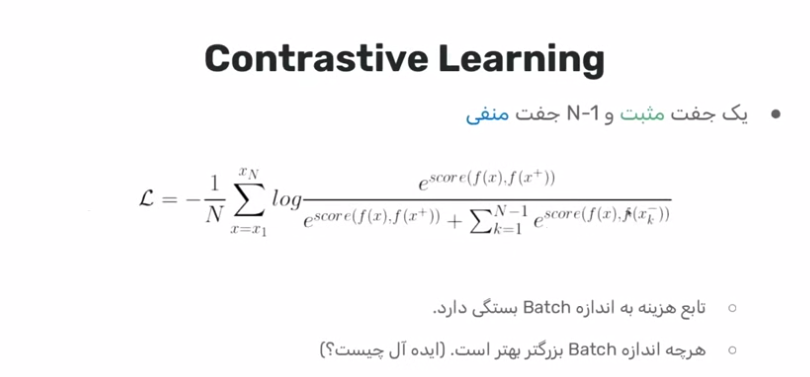 Contrastive Learning
● یک جفت مثبت و N-1 جفت منفی
$\mathcal{L} = -\frac{1}{N} \sum_{x=x_1}^{x_N} log \frac{e^{score(f(x),f(x^+))}}{e^{score(f(x),f(x^+))} + \sum_{k=1}^{N-1} e^{score(f(x),f(x_k^-))}}$
○ تابع هزینه به اندازه Batch بستگی دارد.
○ هرچه اندازه Batch بزرگتر بهتر است. (ایده آل چیست؟)